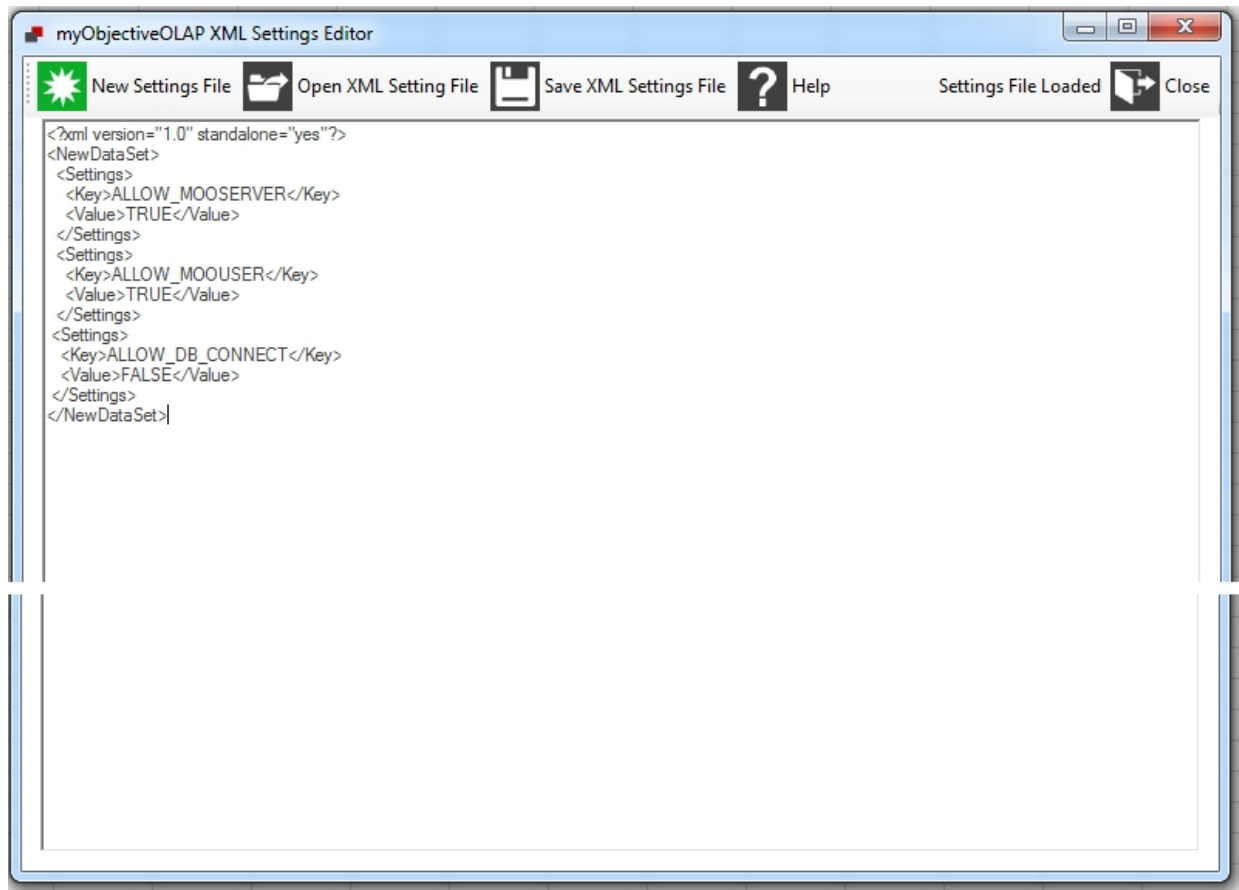 myObjectiveOLAP XML Settings Editor
New Settings File Open XML Setting File Save XML Settings File ? Help Settings File Loaded Close
<?xml version="1.0" standalone="yes"?>
<NewDataSet>
  <Settings>
    <Key>ALLOW_MOOSERVER</Key>
    <Value>TRUE</Value>
  </Settings>
  <Settings>
    <Key>ALLOW_MOOUSER</Key>
    <Value>TRUE</Value>
  </Settings>
 <Settings>
   <Key>ALLOW_DB_CONNECT</Key>
   <Value>FALSE</Value>
 </Settings>
</NewDataSet>